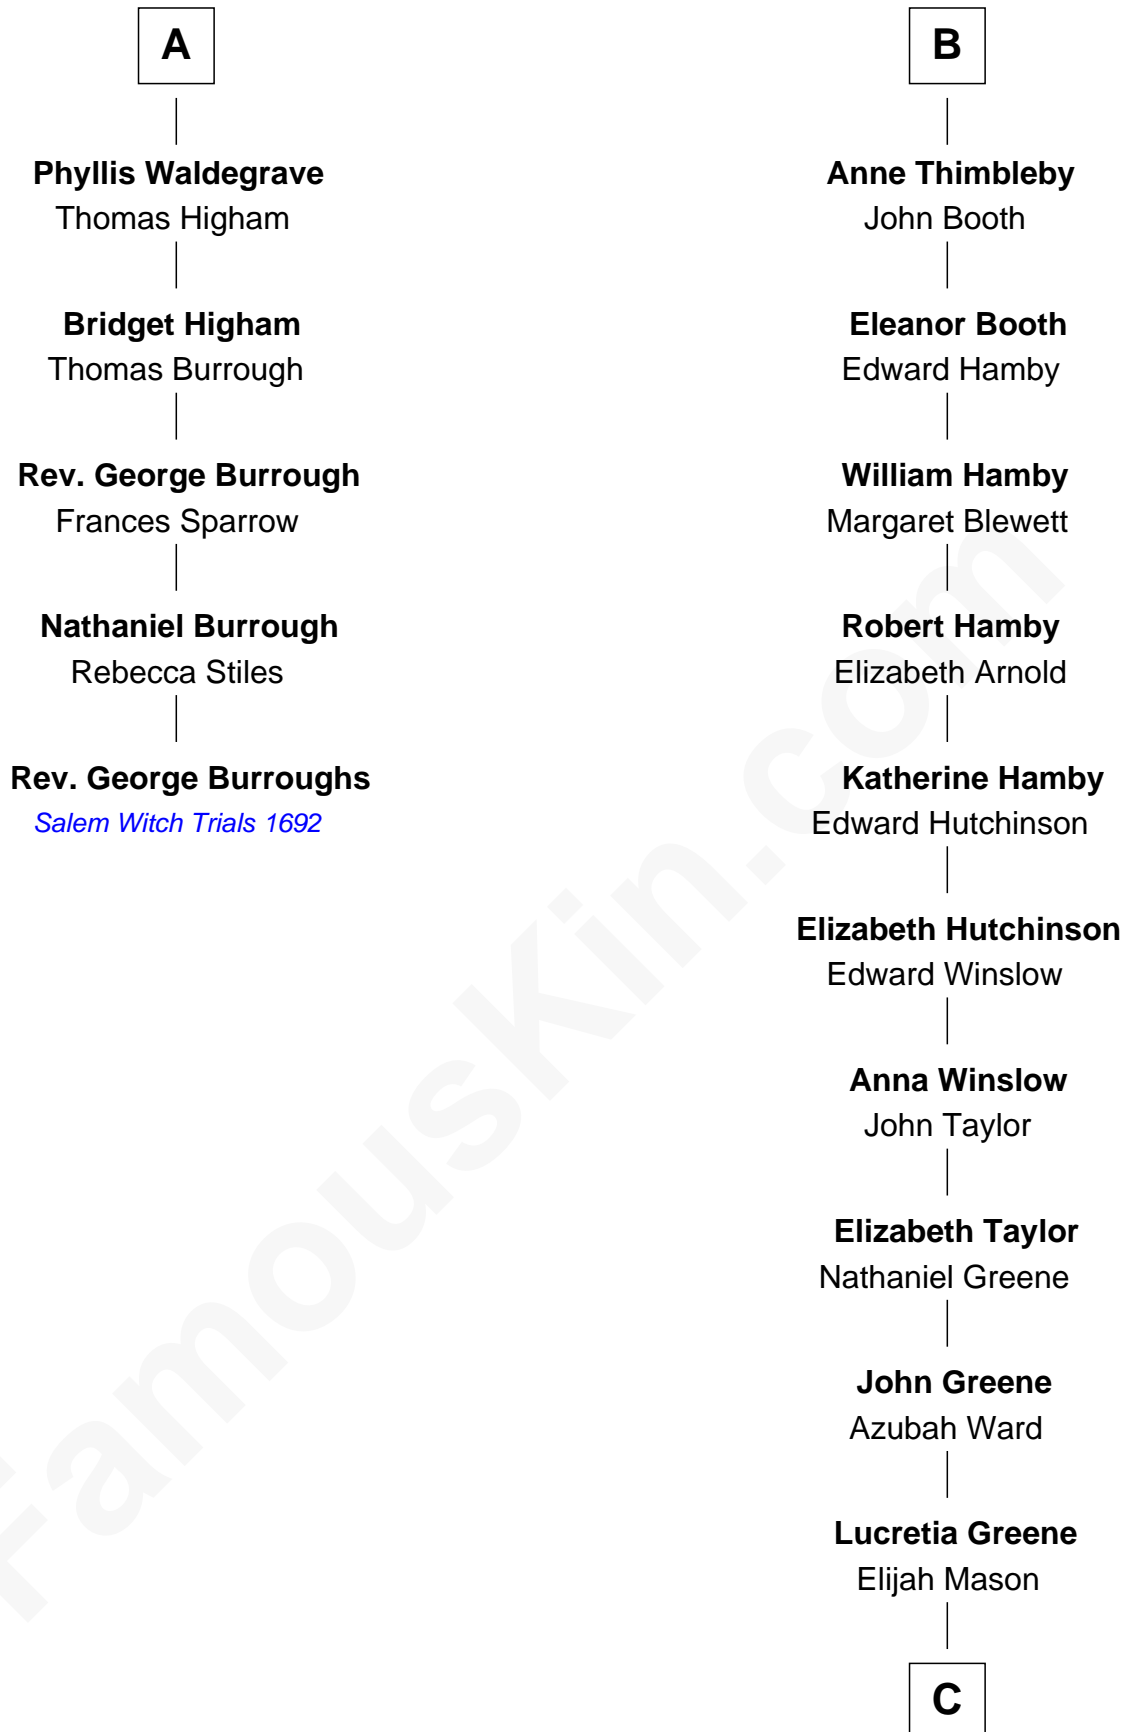 A
Phyllis Waldegrave
Thomas Higham
Bridget Higham
Thomas Burrough
Rev. George Burrough
Frances Sparrow
Nathaniel Burrough
Rebecca Stiles
Rev. George Burroughs
Salem Witch Trials 1692
B
Anne Thimbleby
John Booth
Eleanor Booth
Edward Hamby
William Hamby
Margaret Blewett
Robert Hamby
Elizabeth Arnold
Katherine Hamby
Edward Hutchinson
Elizabeth Hutchinson
Edward Winslow
Anna Winslow
John Taylor
Elizabeth Taylor
Nathaniel Greene
John Greene
Azubah Ward
Lucretia Greene
Elijah Mason
C
FamousKin.com